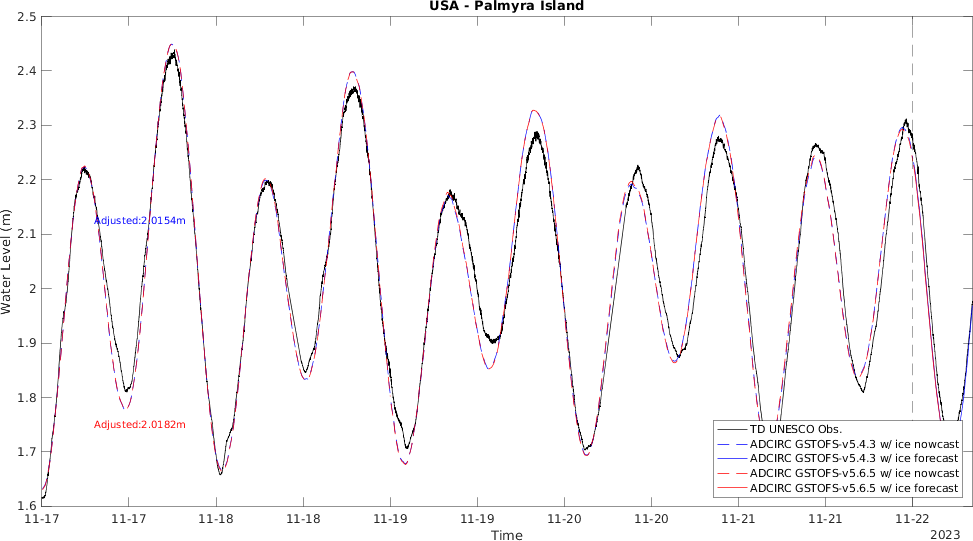 USA - Palmyra Island
2.5
2.4
2.3
2.2
2.1
2
1.9
1.8
1.7
1.6
Water Level (m)
Adjusted:2.0154m
Adjusted:2.0182m
TD UNESCO Obs.
ADCIRC GSTOFS-v5.4.3 w/ ice nowcast
ADCIRC GSTOFS-v5.4.3 w/ ice forecast
ADCIRC GSTOFS-v5.6.5 w/ ice nowcast
ADCIRC GSTOFS-v5.6.5 w/ ice forecast
11-17 11-17 11-18 11-18 11-19 11-19 11-20 11-20 11-21 11-21 11-22
Time
2023